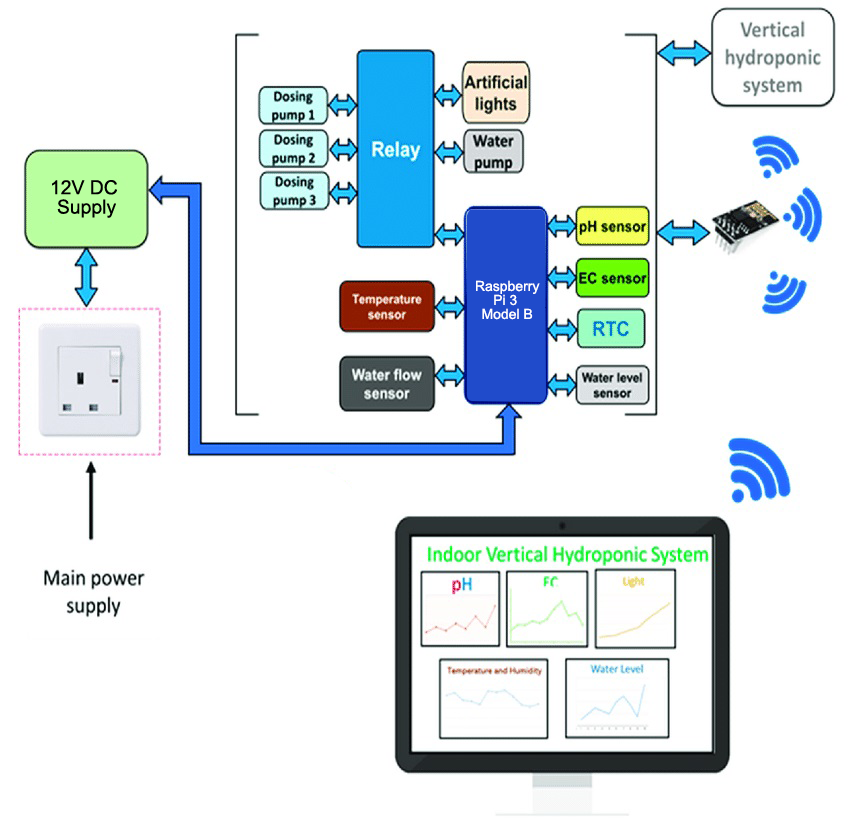 Vertical
hydroponic
system
Artificial
lights
Dosing
pump 1
Relay
Water
pump
Dosing
pump 2
Dosing
pump 3
12V DC
Supply
pH sensor
EC sensor
Raspberry
Pi 3
Model B
Temperature
sensor
RTC
Water flow
sensor
Water level
sensor
Main power
supply
Indoor Vertical Hydroponic System
pH
EC
Light
Temperature and Humidity
Water Level